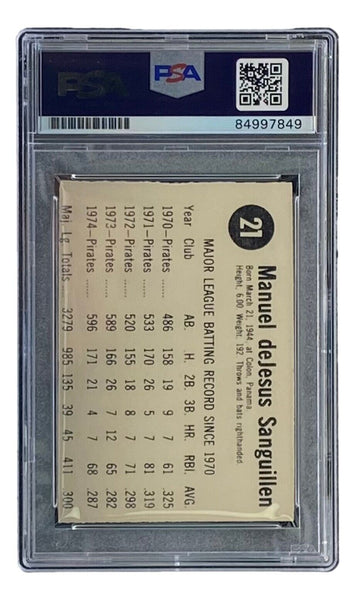 PSA
PSA
84997849
21
Manuel deJesus Sanguillen
Born March 21, 1944, at Colon, Panama
Height, 6.00 Weight, 192 Throws and bats righthanded
MAJOR LEAGUE BATTING RECORD SINCE 1970
Year Club AB. H. 2B. 3B. HR. RBI. AVG.
1970—Pirates ...... 486 158 19 9 7 61 .325
1971—Pirates ...... 533 170 26 5 7 81 .319
1972—Pirates ...... 520 155 18 8 7 71 .298
1973—Pirates ...... 589 166 26 7 12 65 .282
1974—Pirates ...... 596 171 21 4 7 68 .287
Maj. Lg. Totals 3279 985 135 39 45 411 .300